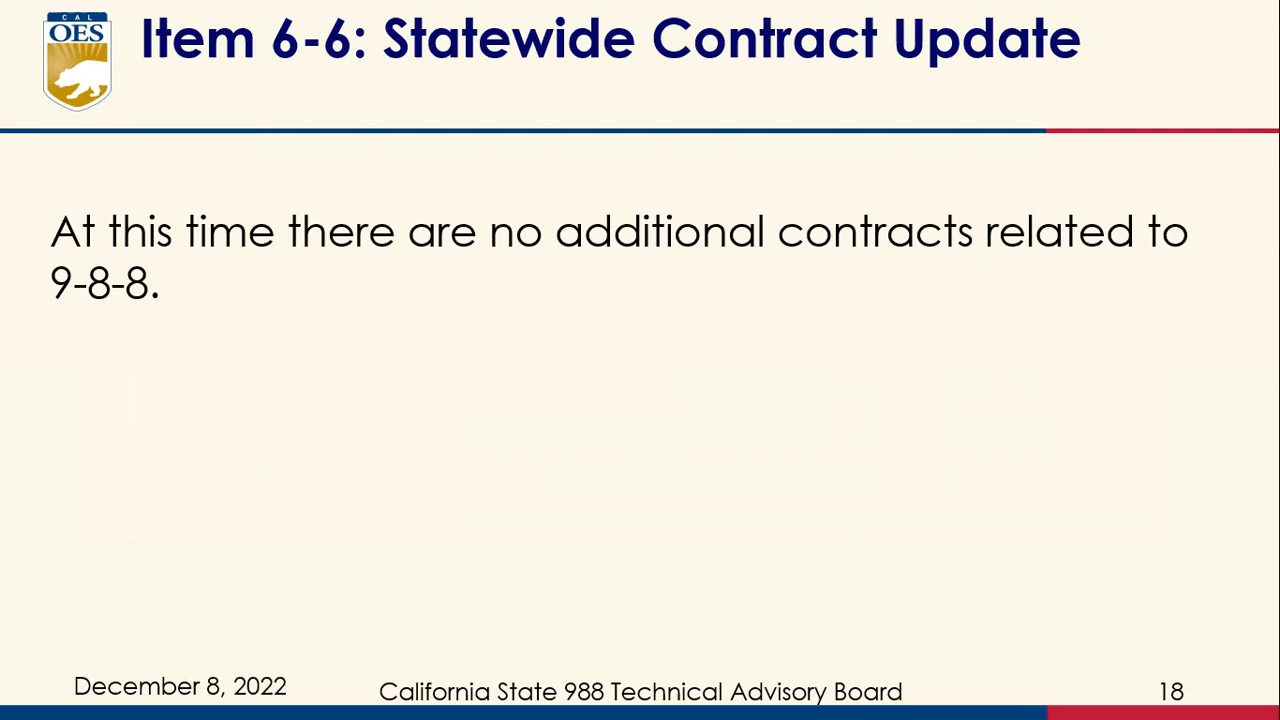 CAL
OES
Item 6-6: Statewide Contract Update
At this time there are no additional contracts related to
9-8-8.
December 8, 2022
California State 988 Technical Advisory Board
18